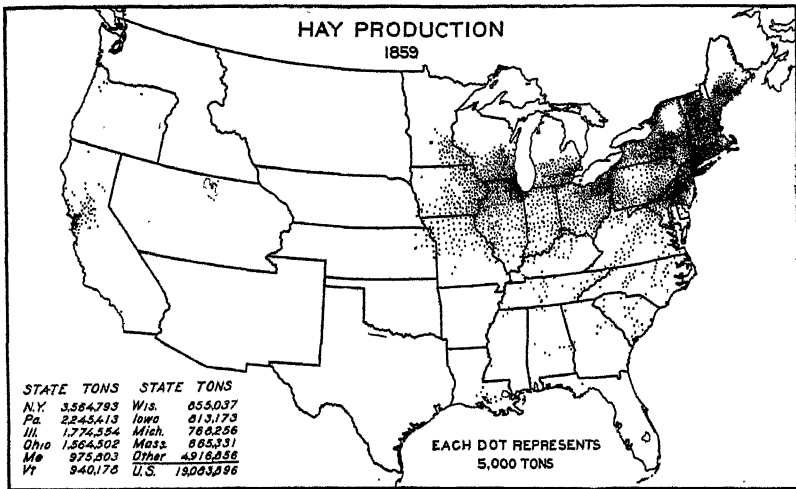 HAY PRODUCTION
1859
STATE TONS STATE TONS
N.Y. 3,564,793 Wis. 855,037
Pa. 2,245,413 Iowa 813,173
Ill. 1,774,554 Mich. 768,256
Ohio 1,564,502 Mass. 665,331
Me 975,803 Other 4,916,856
Vt 940,178 U.S. 19,083,896
EACH DOT REPRESENTS
5,000 TONS